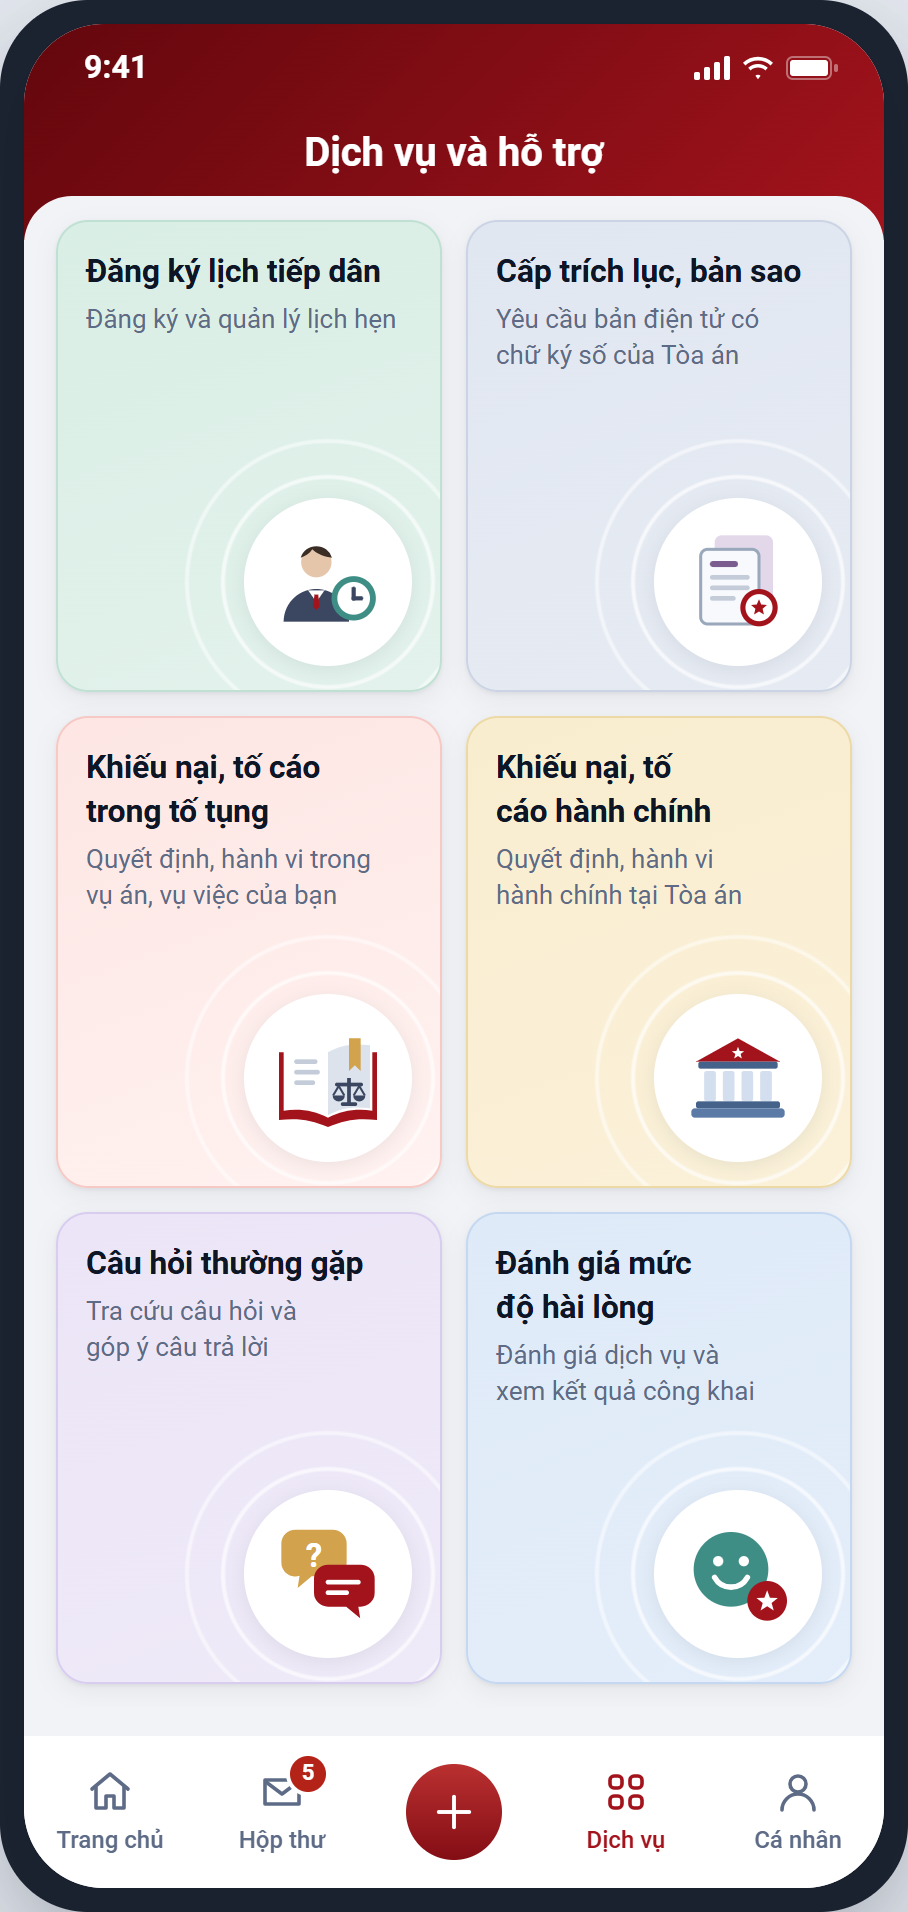 9:41
Dịch vụ và hỗ trợ
Đăng ký lịch tiếp dân
Đăng ký và quản lý lịch hẹn
Cấp trích lục, bản sao
Yêu cầu bản điện tử có
chữ ký số của Tòa án
Khiếu nại, tố cáo
trong tố tụng
Quyết định, hành vi trong
vụ án, vụ việc của bạn
Khiếu nại, tố
cáo hành chính
Quyết định, hành vi
hành chính tại Tòa án
Câu hỏi thường gặp
Tra cứu câu hỏi và
góp ý câu trả lời
?
Đánh giá mức
độ hài lòng
Đánh giá dịch vụ và
xem kết quả công khai
Trang chủ
5
Hộp thư
Dịch vụ
Cá nhân